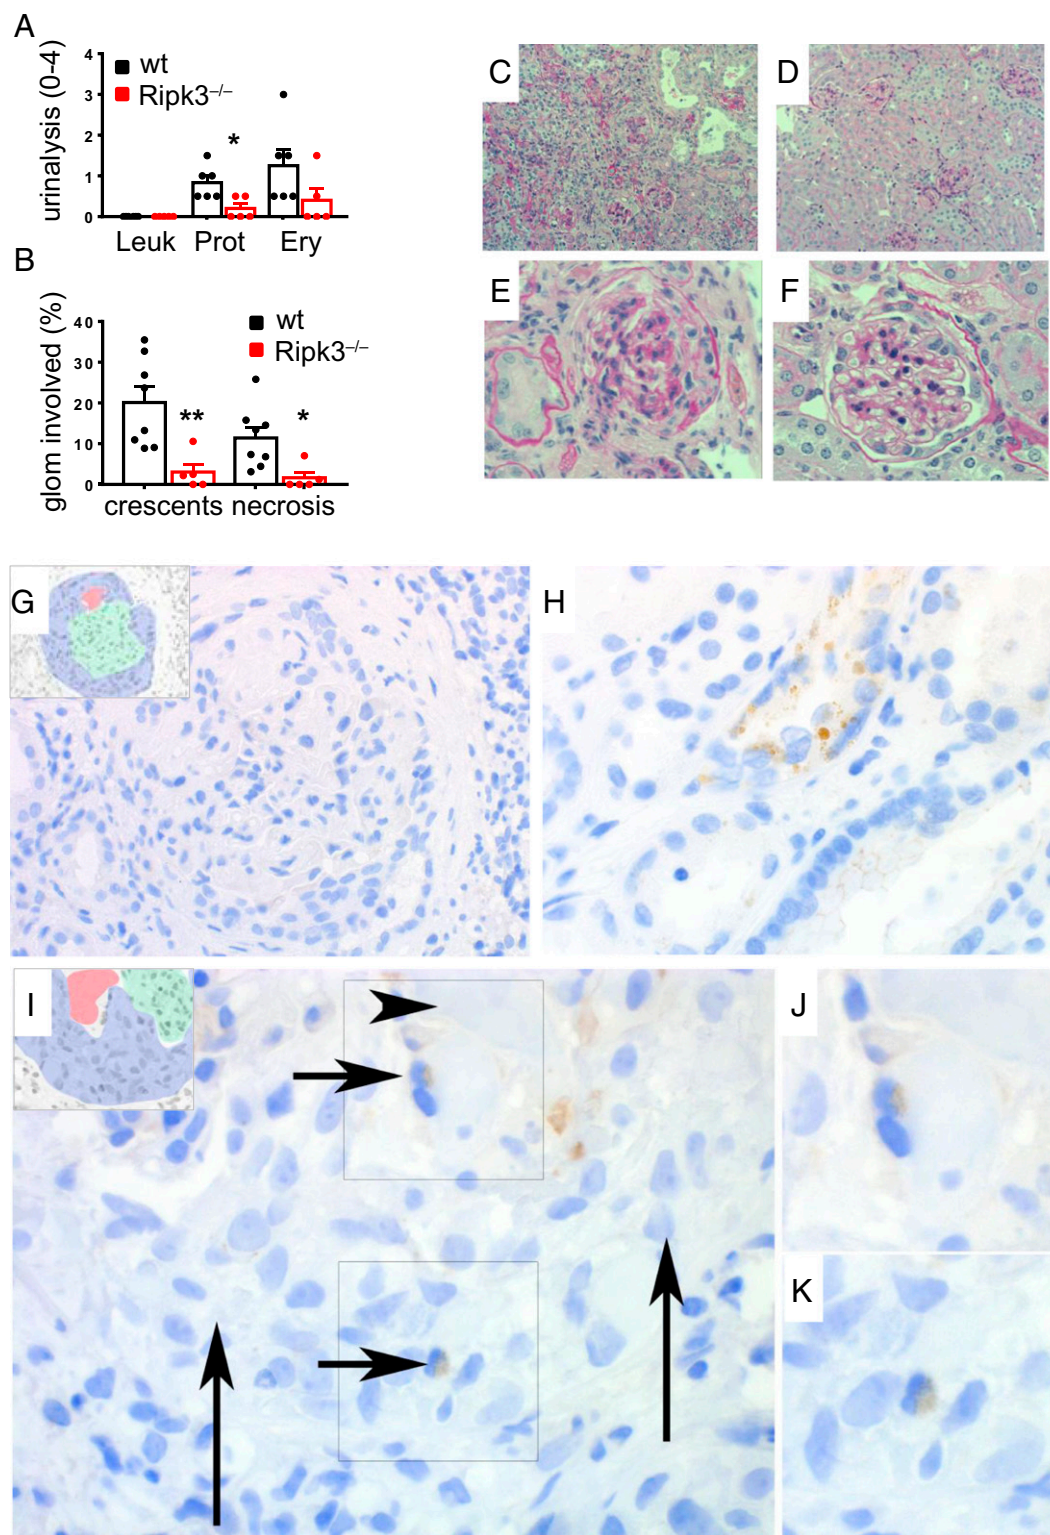 A
urinalysis (0-4)
4
3
2
1
0
wt
Ripk3–/–
*
Leuk Prot Ery
B
glom involved (%)
40
30
20
10
0
wt
Ripk3–/–
**
*
crescents necrosis
C
D
E
F
G
H
I
J
K